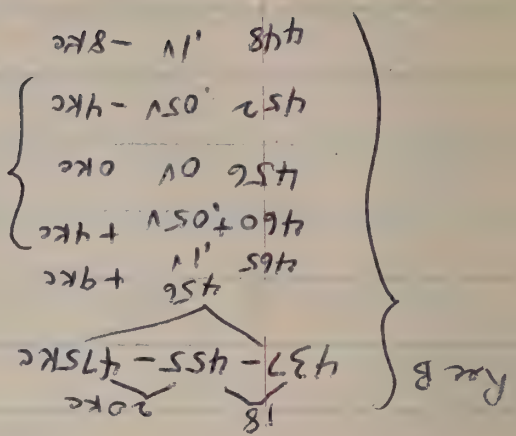 18 20kc
Rec B 437 - 455 - 475kc
456
465 .1v +9kc
460 +.05v +4kc
456 0v 0kc
452 .05v -4kc
448 .1v -8kc